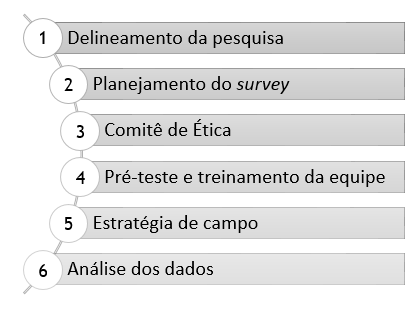 1 Delineamento da pesquisa
2 Planejamento do survey
3 Comitê de Ética
4 Pré-teste e treinamento da equipe
5 Estratégia de campo
6 Análise dos dados